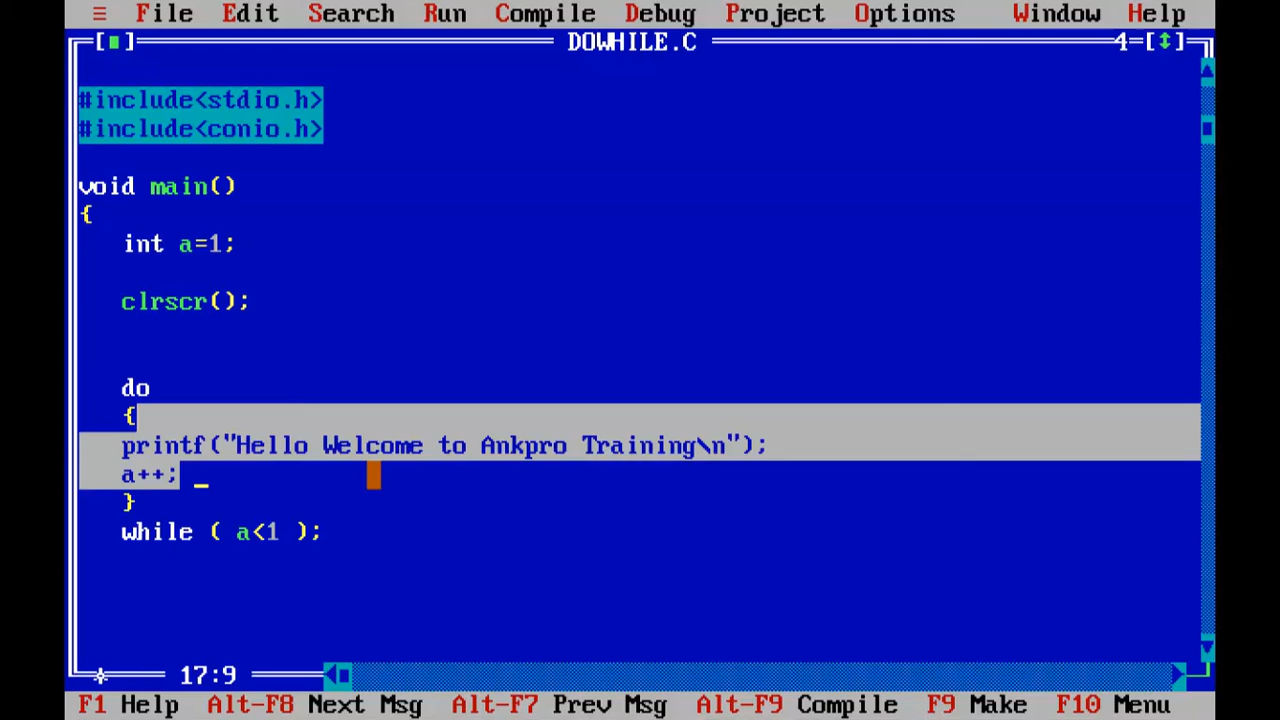 ≡ File Edit Search Run Compile Debug Project Options Window Help
[■] DOWHILE.C 4=[↕]
#include<stdio.h>
#include<conio.h>
void main()
{
int a=1;
clrscr();
do
{
printf("Hello Welcome to Ankpro Training\n");
a++; _
}
while ( a<1 );
17:9
F1 Help Alt-F8 Next Msg Alt-F7 Prev Msg Alt-F9 Compile F9 Make F10 Menu